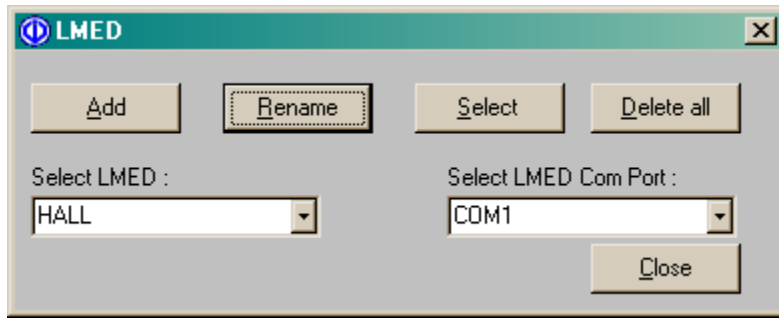 LMED
Add Rename Select Delete all
Select LMED : Select LMED Com Port :
HALL COM1
Close